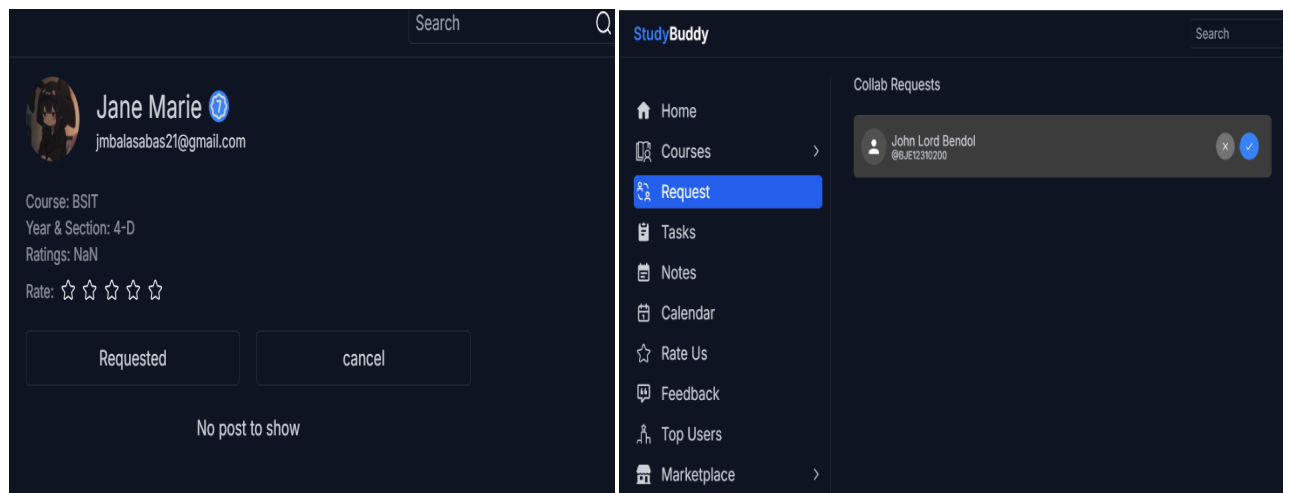 Search
Jane Marie 7
jmbalasabas21@gmail.com
Course: BSIT
Year & Section: 4-D
Ratings: NaN
Rate:
Requested
cancel
No post to show
StudyBuddy
Search
Home
Courses
Request
Tasks
Notes
Calendar
Rate Us
Feedback
Top Users
Marketplace
Collab Requests
John Lord Bendol
@BJE12310200
x